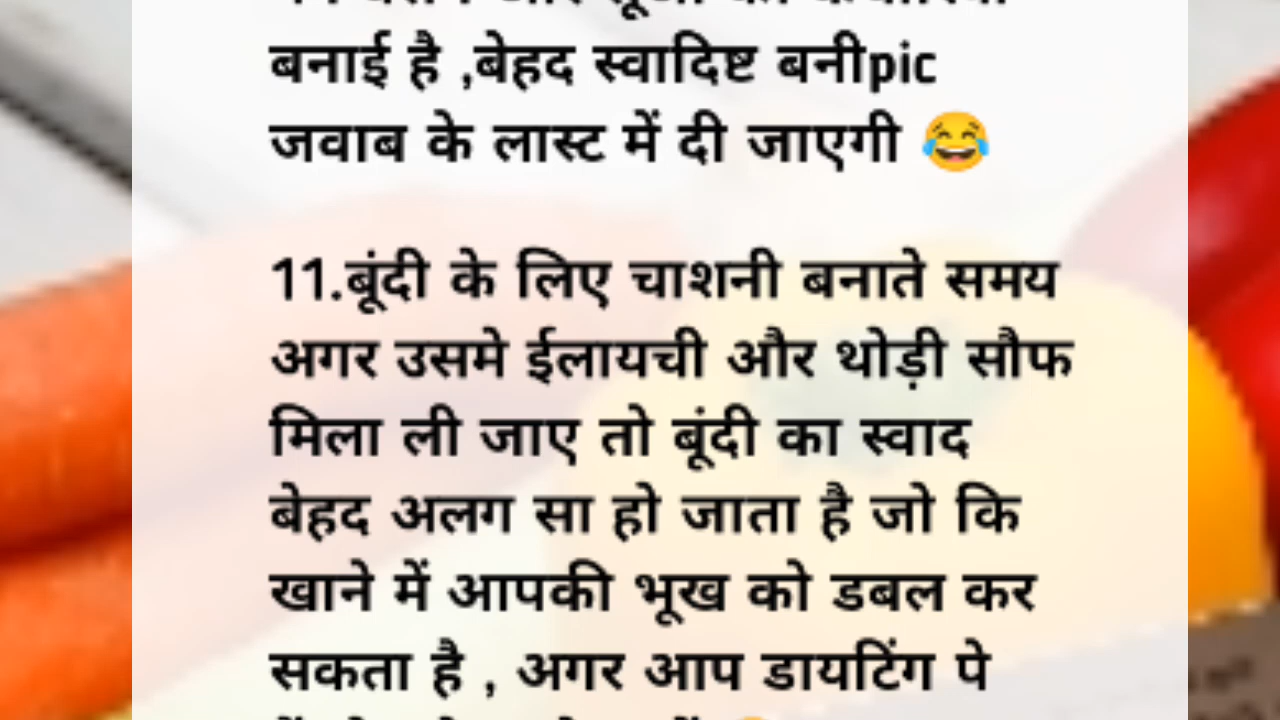 बनाई है ,बेहद स्वादिष्ट बनीpic
जवाब के लास्ट में दी जाएगी 😂
11.बूंदी के लिए चाशनी बनाते समय
अगर उसमे ईलायची और थोड़ी सौफ
मिला ली जाए तो बूंदी का स्वाद
बेहद अलग सा हो जाता है जो कि
खाने में आपकी भूख को डबल कर
सकता है , अगर आप डायटिंग पे